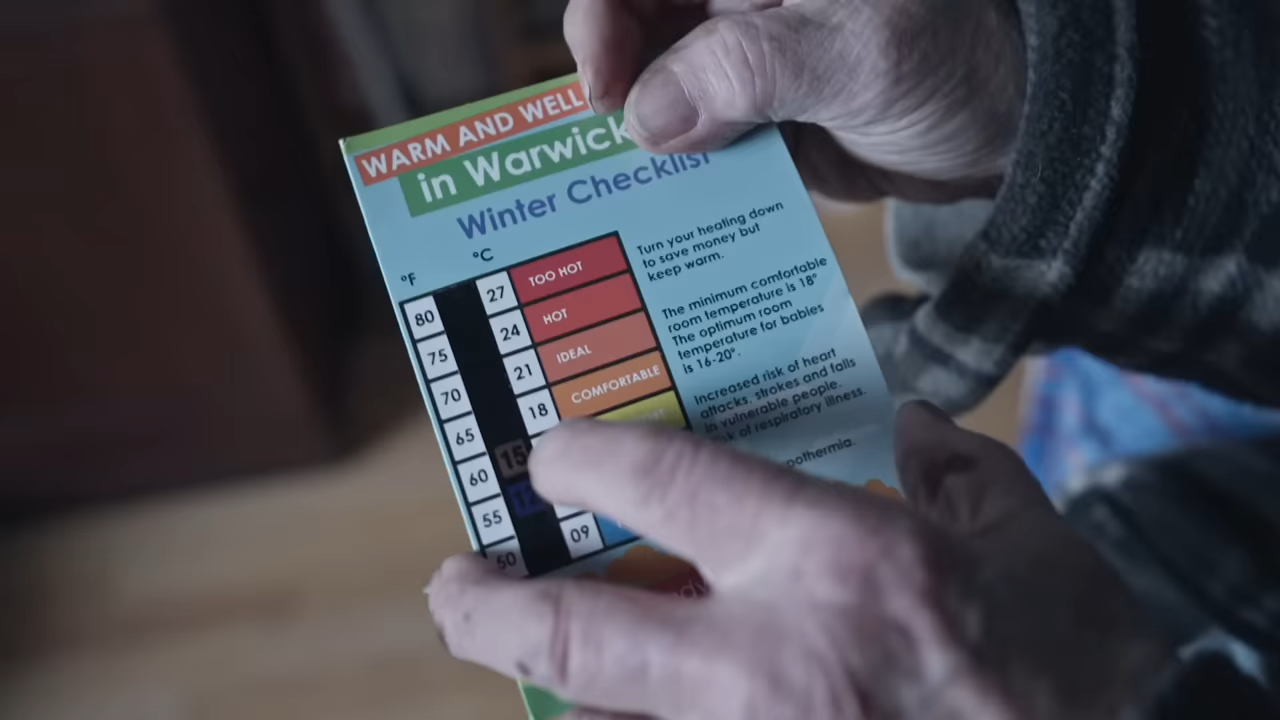 WARM AND WELL
in Warwick
Winter Checklist
°F
°C
80
75
70
65
60
55
50
15
27
24
21
18
09
TOO HOT
HOT
IDEAL
COMFORTABLE
Turn your heating down
to save money but
keep warm.
The minimum comfortable
room temperature is 18°
The optimum room
temperature for babies
is 16-20°.
Increased risk of heart
attacks, strokes and falls
in vulnerable people.
of respiratory illness.